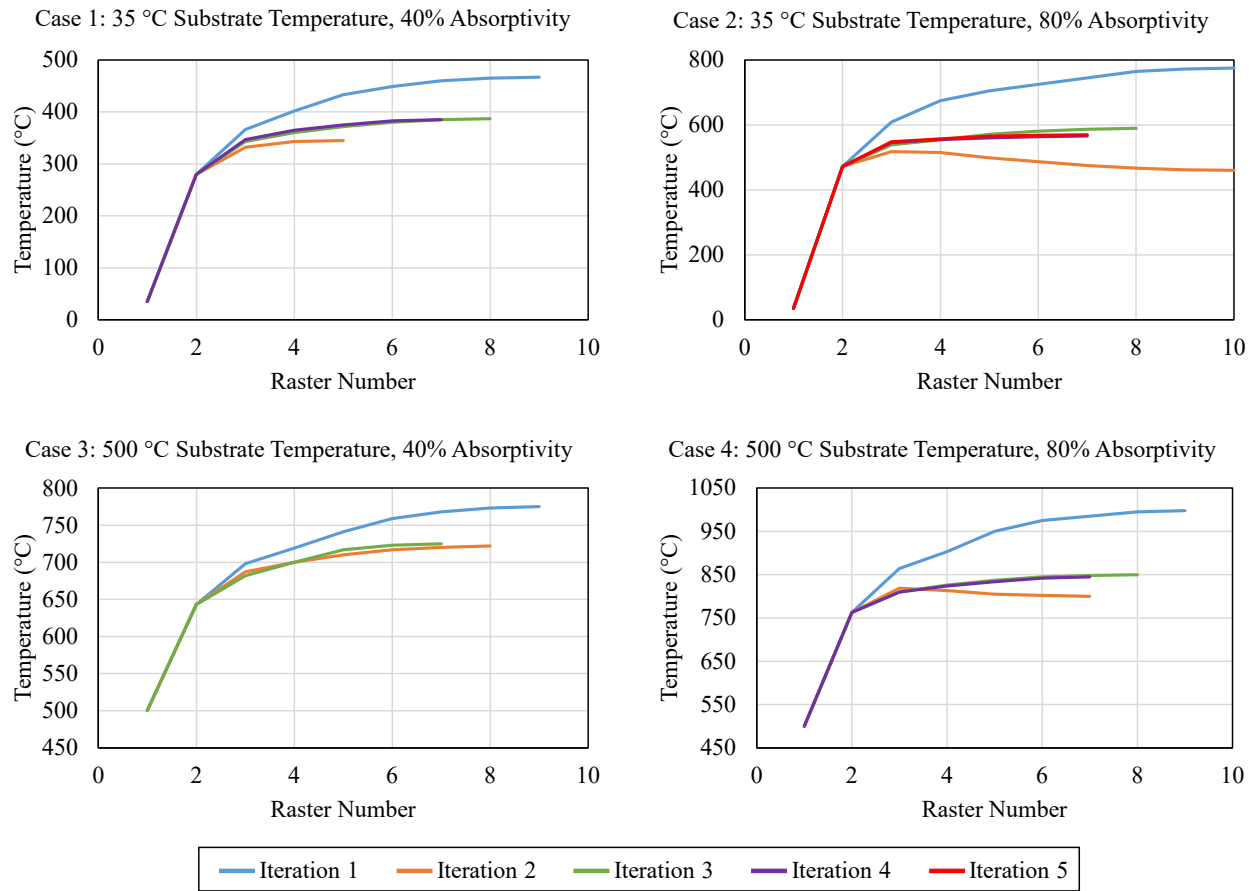 Case 1: 35 °C Substrate Temperature, 40% Absorptivity
Temperature (°C)
500
400
300
200
100
0
0 2 4 6 8 10
Raster Number
Case 2: 35 °C Substrate Temperature, 80% Absorptivity
Temperature (°C)
800
600
400
200
0
0 2 4 6 8 10
Raster Number
Case 3: 500 °C Substrate Temperature, 40% Absorptivity
Temperature (°C)
800
750
700
650
600
550
500
450
0 2 4 6 8 10
Raster Number
Case 4: 500 °C Substrate Temperature, 80% Absorptivity
Temperature (°C)
1050
950
850
750
650
550
450
0 2 4 6 8 10
Raster Number
Iteration 1 Iteration 2 Iteration 3 Iteration 4 Iteration 5